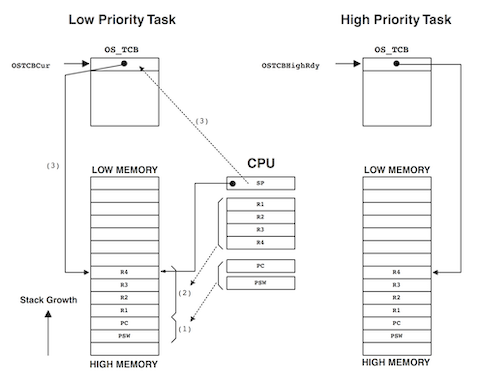 Low Priority Task
High Priority Task
OS_TCB
OS_TCB
OSTCBCur
OSTCBHighRdy
(3)
(3)
CPU
LOW MEMORY
LOW MEMORY
SP
R1
R2
R3
R4
PC
PSW
R4
R3
R2
R1
PC
PSW
(2)
(1)
R4
R3
R2
R1
PC
PSW
Stack Growth
HIGH MEMORY
HIGH MEMORY